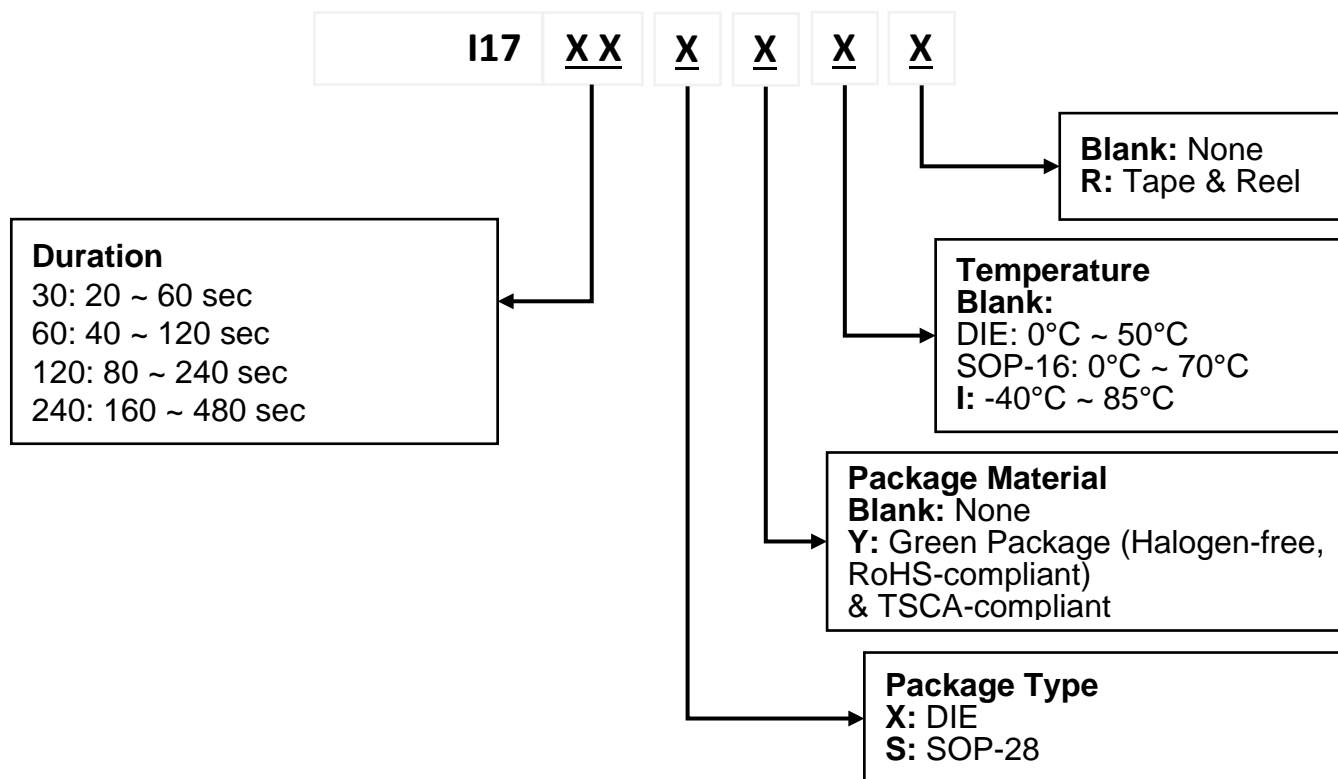 I17 X X X X X X
Blank: None
R: Tape & Reel
Duration
30: 20 ~ 60 sec
60: 40 ~ 120 sec
120: 80 ~ 240 sec
240: 160 ~ 480 sec
Temperature
Blank:
DIE: 0°C ~ 50°C
SOP-16: 0°C ~ 70°C
I: -40°C ~ 85°C
Package Material
Blank: None
Y: Green Package (Halogen-free,
RoHS-compliant)
& TSCA-compliant
Package Type
X: DIE
S: SOP-28